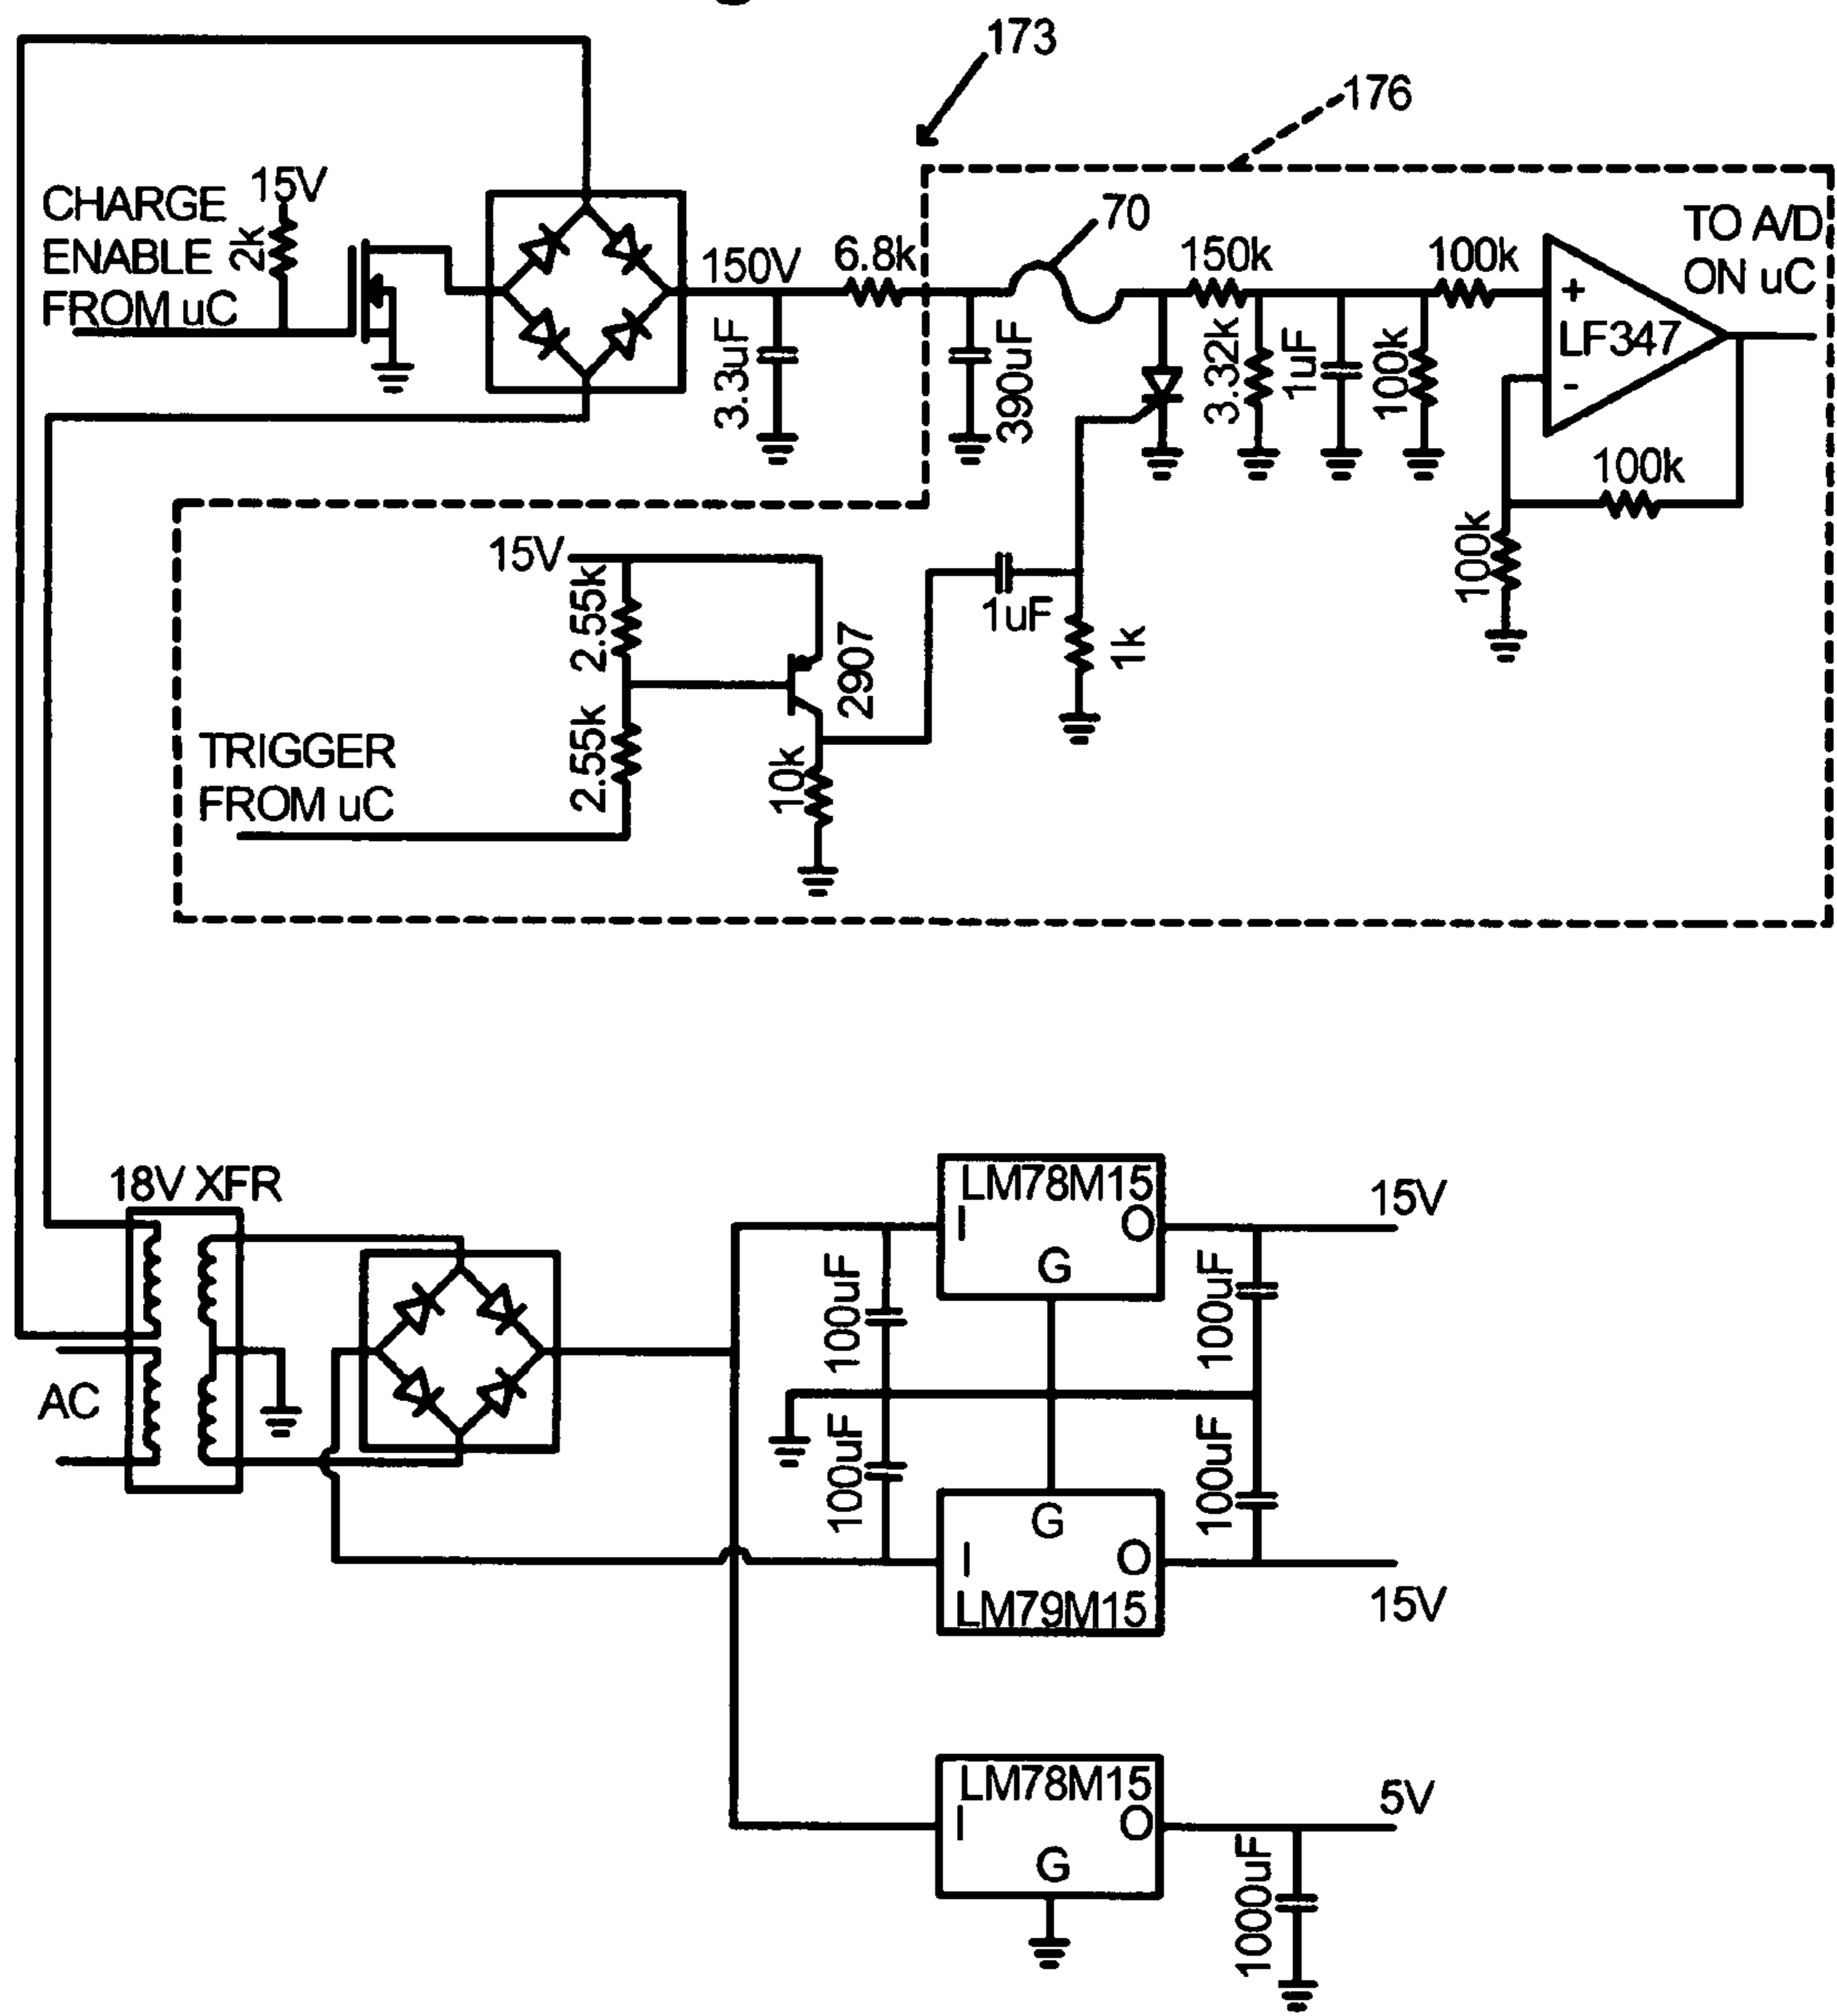 173
176
CHARGE
ENABLE
FROM uC
15V
2k
150V
6.8k
70
150k
100k
TO A/D
ON uC
+
LF347
-
3.3uF
390uF
3.32k
1uF
100k
100k
100k
15V
2.55k
2907
1uF
1k
2.55k
10k
TRIGGER
FROM uC
18V XFR
AC
LM78M15
I
O
G
15V
100uF
100uF
100uF
100uF
G
I
O
LM79M15
15V
LM78M15
I
O
G
5V
1000uF